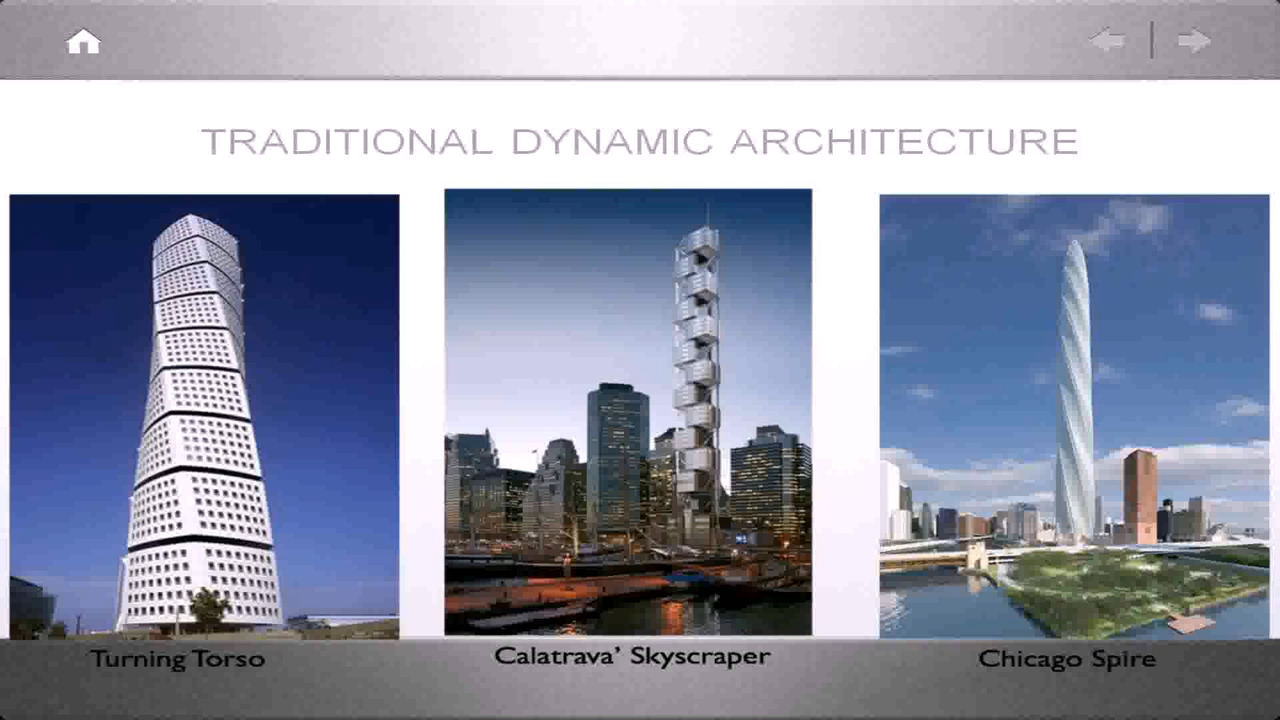 TRADITIONAL DYNAMIC ARCHITECTURE
Turning Torso
Calatrava’ Skyscraper
Chicago Spire